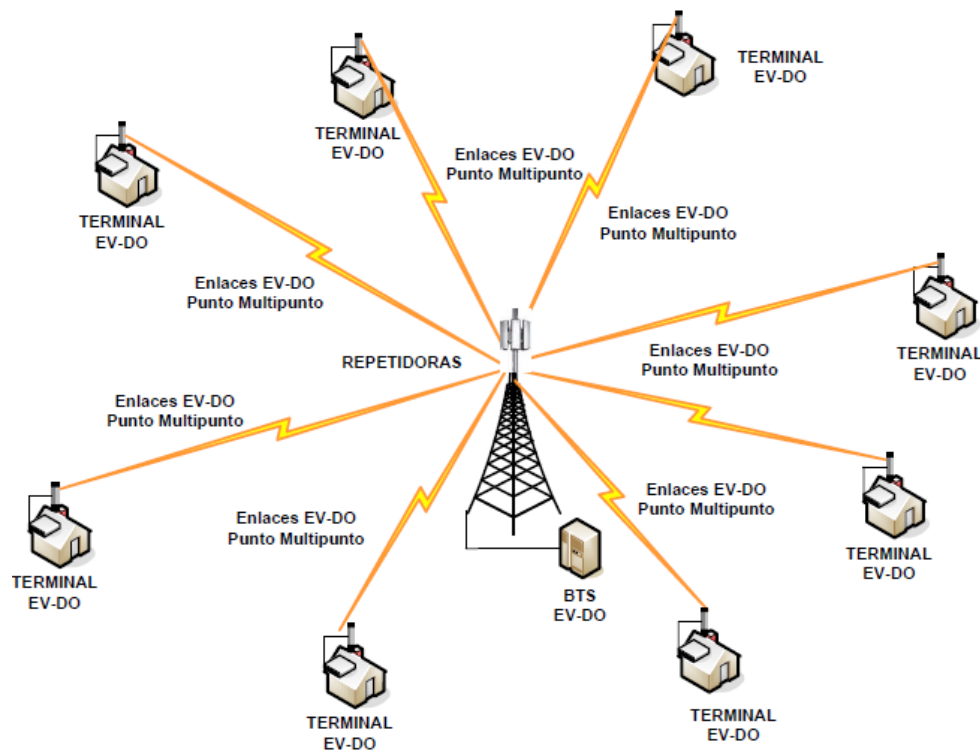 TERMINAL
EV-DO
TERMINAL
EV-DO
Enlaces EV-DO
Punto Multipunto
Enlaces EV-DO
Punto Multipunto
TERMINAL
EV-DO
Enlaces EV-DO
Punto Multipunto
REPETIDORAS
Enlaces EV-DO
Punto Multipunto
TERMINAL
EV-DO
Enlaces EV-DO
Punto Multipunto
Enlaces EV-DO
Punto Multipunto
Enlaces EV-DO
Punto Multipunto
TERMINAL
EV-DO
TERMINAL
EV-DO
BTS
EV-DO
TERMINAL
EV-DO
TERMINAL
EV-DO